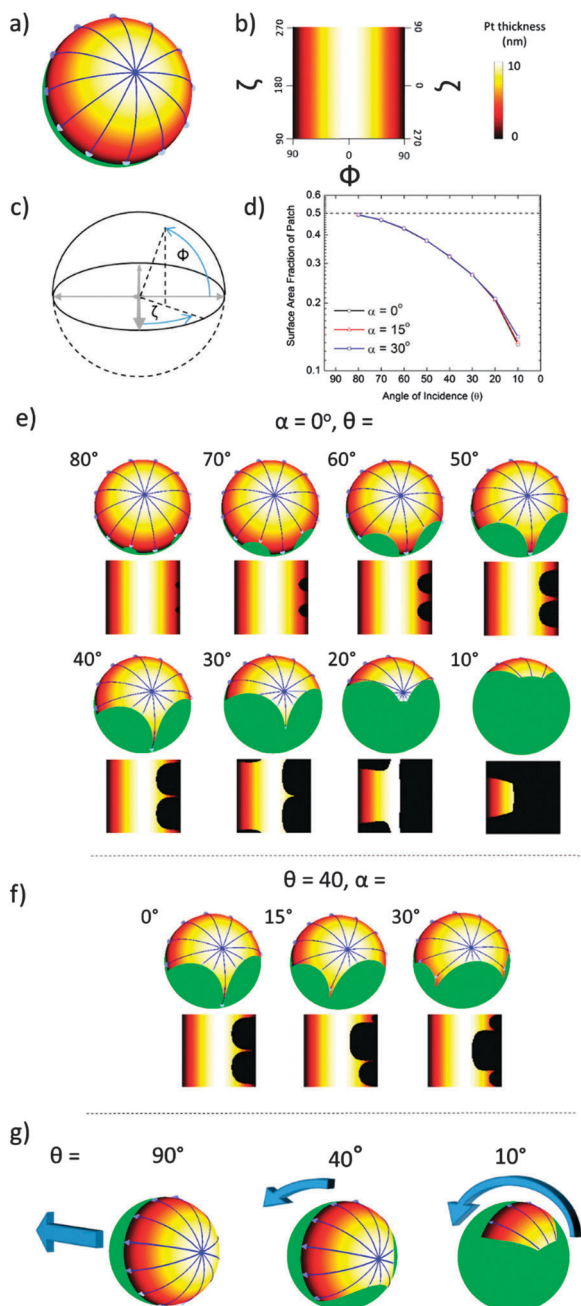 a)
b)
Pt thickness
(nm)
270
90
10
ζ
180
0
ζ
0
90
270
90
0
90
Φ
c)
Φ
ζ
d)
0.6
0.5
0.4
0.3
0.2
0.1
Surface Area Fraction of Patch
α = 0°
α = 15°
α = 30°
90 80 70 60 50 40 30 20 10 0
Angle of Incidence (θ)
e)
α = 0°, θ =
80° 70° 60° 50°
40° 30° 20° 10°
f)
θ = 40, α =
0° 15° 30°
g)
θ = 90° 40° 10°